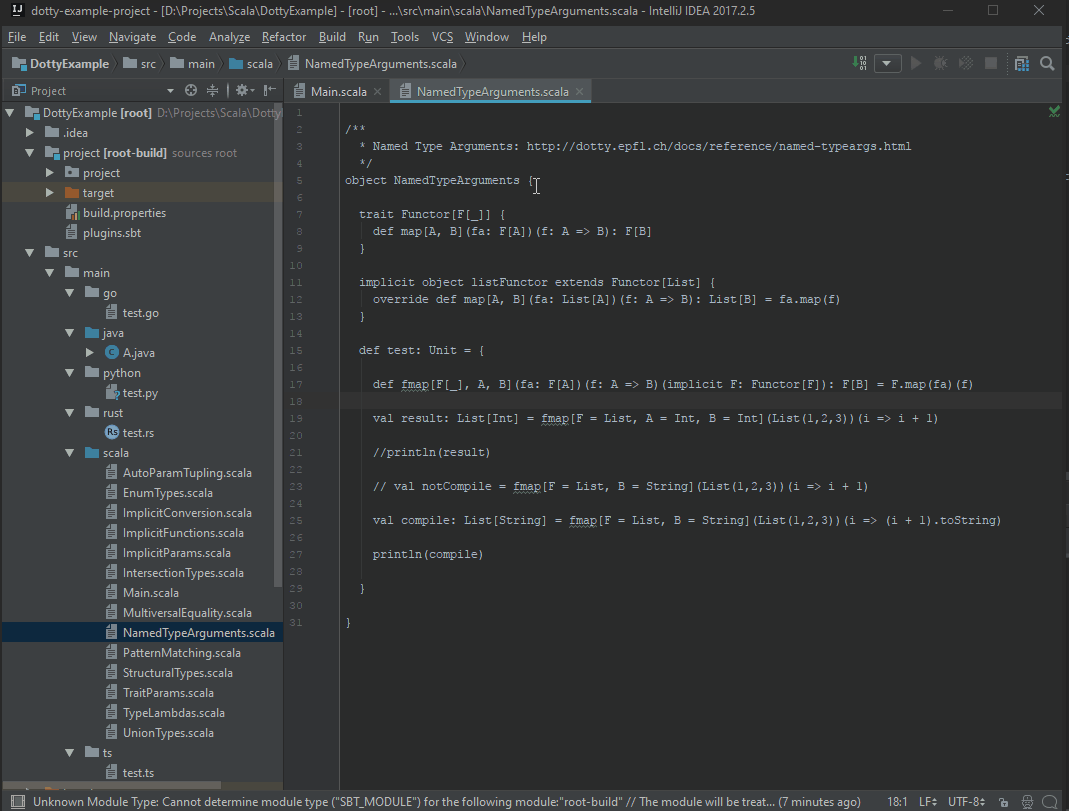 dotty-example-project - [D:\Projects\Scala\DottyExample] - [root] - ...\src\main\scala\NamedTypeArguments.scala - IntelliJ IDEA 2017.2.5
File Edit View Navigate Code Analyze Refactor Build Run Tools VCS Window Help
DottyExample src main scala NamedTypeArguments.scala
Project
Main.scala
NamedTypeArguments.scala
DottyExample [root] D:\Projects\Scala\Dotty
.idea
project [root-build] sources root
project
target
build.properties
plugins.sbt
src
main
go
test.go
java
A.java
python
test.py
rust
test.rs
scala
AutoParamTupling.scala
EnumTypes.scala
ImplicitConversion.scala
ImplicitFunctions.scala
ImplicitParams.scala
IntersectionTypes.scala
Main.scala
MultiversalEquality.scala
NamedTypeArguments.scala
PatternMatching.scala
StructuralTypes.scala
TraitParams.scala
TypeLambdas.scala
UnionTypes.scala
ts
test.ts
1
2 /**
3 * Named Type Arguments: http://dotty.epfl.ch/docs/reference/named-typeargs.html
4 */
5 object NamedTypeArguments {
6
7 trait Functor[F[_]] {
8 def map[A, B](fa: F[A])(f: A => B): F[B]
9 }
10
11 implicit object listFunctor extends Functor[List] {
12 override def map[A, B](fa: List[A])(f: A => B): List[B] = fa.map(f)
13 }
14
15 def test: Unit = {
16
17 def fmap[F[_], A, B](fa: F[A])(f: A => B)(implicit F: Functor[F]): F[B] = F.map(fa)(f)
18
19 val result: List[Int] = fmap[F = List, A = Int, B = Int](List(1,2,3))(i => i + 1)
20
21 //println(result)
22
23 // val notCompile = fmap[F = List, B = String](List(1,2,3))(i => i + 1)
24
25 val compile: List[String] = fmap[F = List, B = String](List(1,2,3))(i => (i + 1).toString)
26
27 println(compile)
28
29 }
30
31 }
Unknown Module Type: Cannot determine module type ("SBT_MODULE") for the following module:"root-build" // The module will be treat... (7 minutes ago) 18:1 LF UTF-8